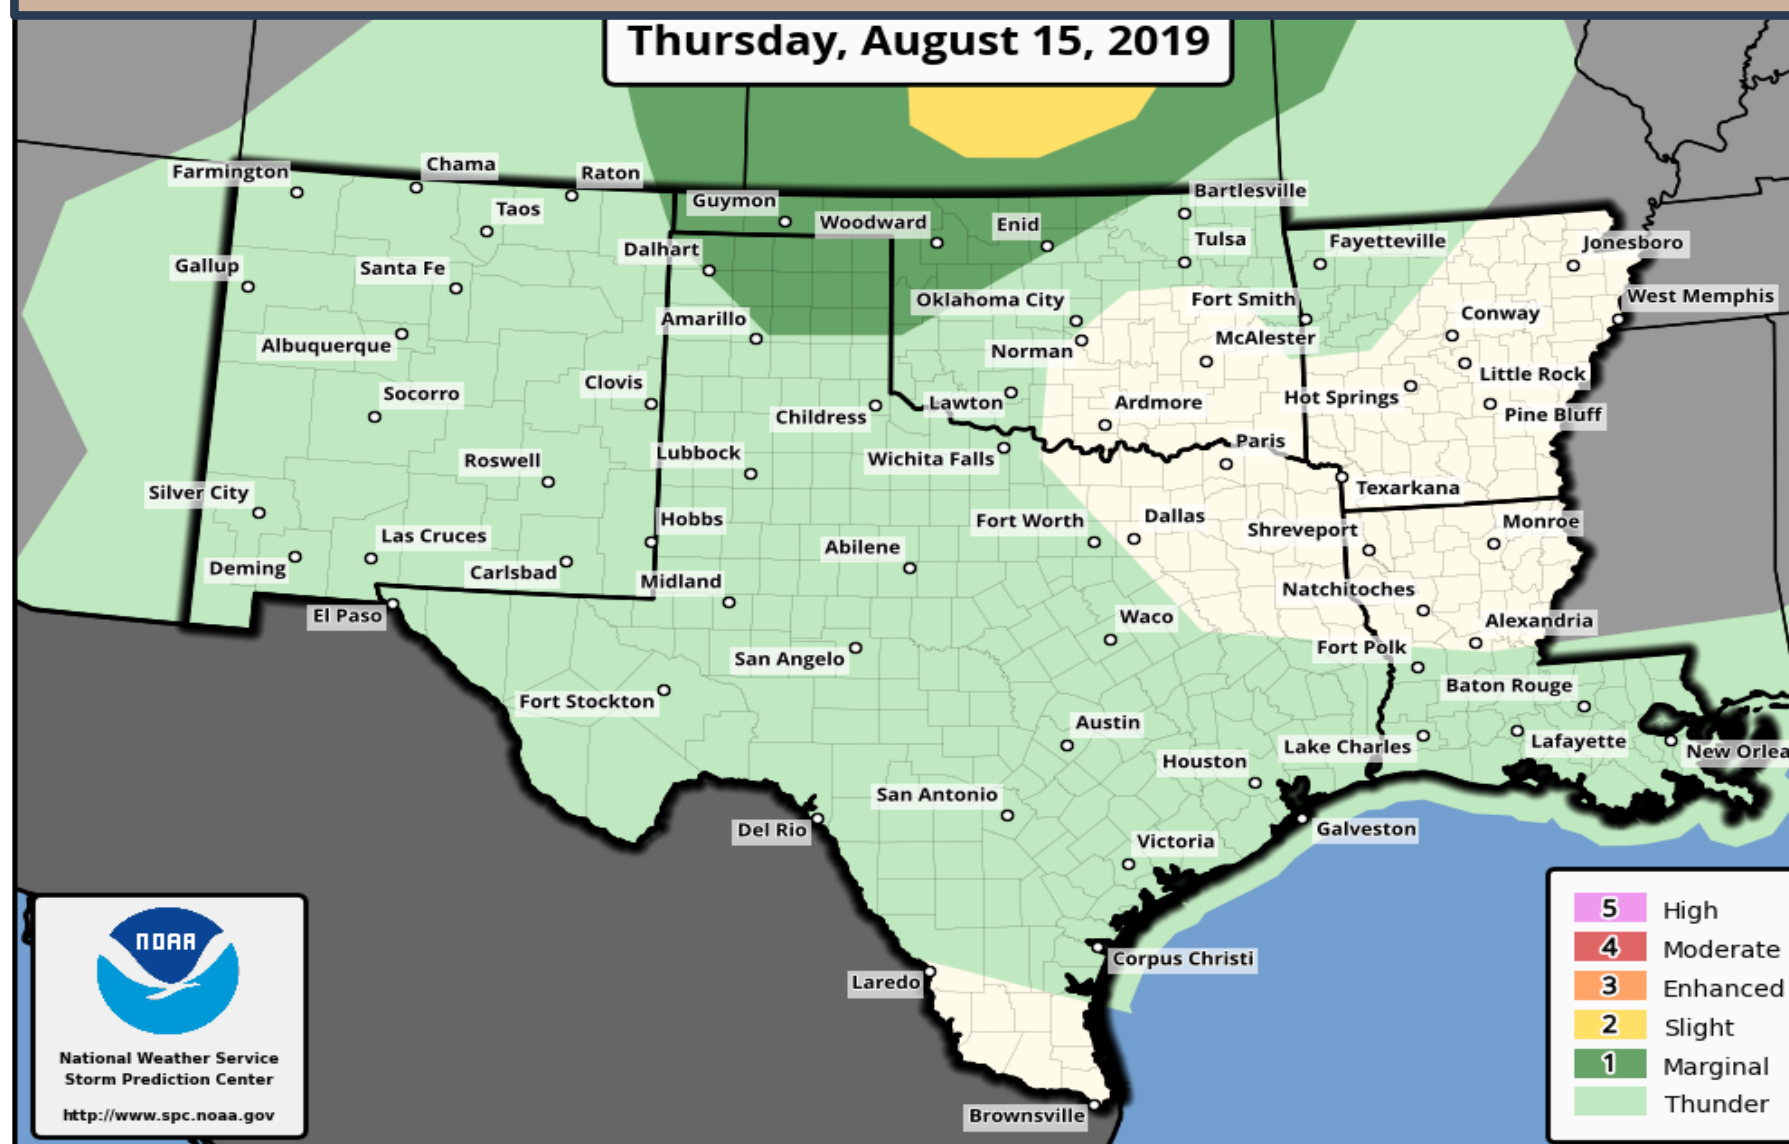 Thursday, August 15, 2019
Farmington
Chama
Raton
Taos
Guymon
Woodward
Enid
Bartlesville
Tulsa
Fayetteville
Jonesboro
Gallup
Santa Fe
Dalhart
Oklahoma City
Fort Smith
West Memphis
Albuquerque
Amarillo
Norman
McAlester
Conway
Socorro
Clovis
Childress
Lawton
Ardmore
Hot Springs
Little Rock
Pine Bluff
Roswell
Lubbock
Wichita Falls
Paris
Texarkana
Silver City
Las Cruces
Hobbs
Abilene
Fort Worth
Dallas
Shreveport
Monroe
Deming
Carlsbad
Midland
Natchitoches
El Paso
Waco
Alexandria
San Angelo
Fort Polk
Fort Stockton
Baton Rouge
Austin
Lake Charles
Lafayette
New Orlea
Houston
San Antonio
Del Rio
Galveston
Victoria
Corpus Christi
Laredo
Brownsville
NOAA
National Weather Service
Storm Prediction Center
http://www.spc.noaa.gov
5 High
4 Moderate
3 Enhanced
2 Slight
1 Marginal
Thunder